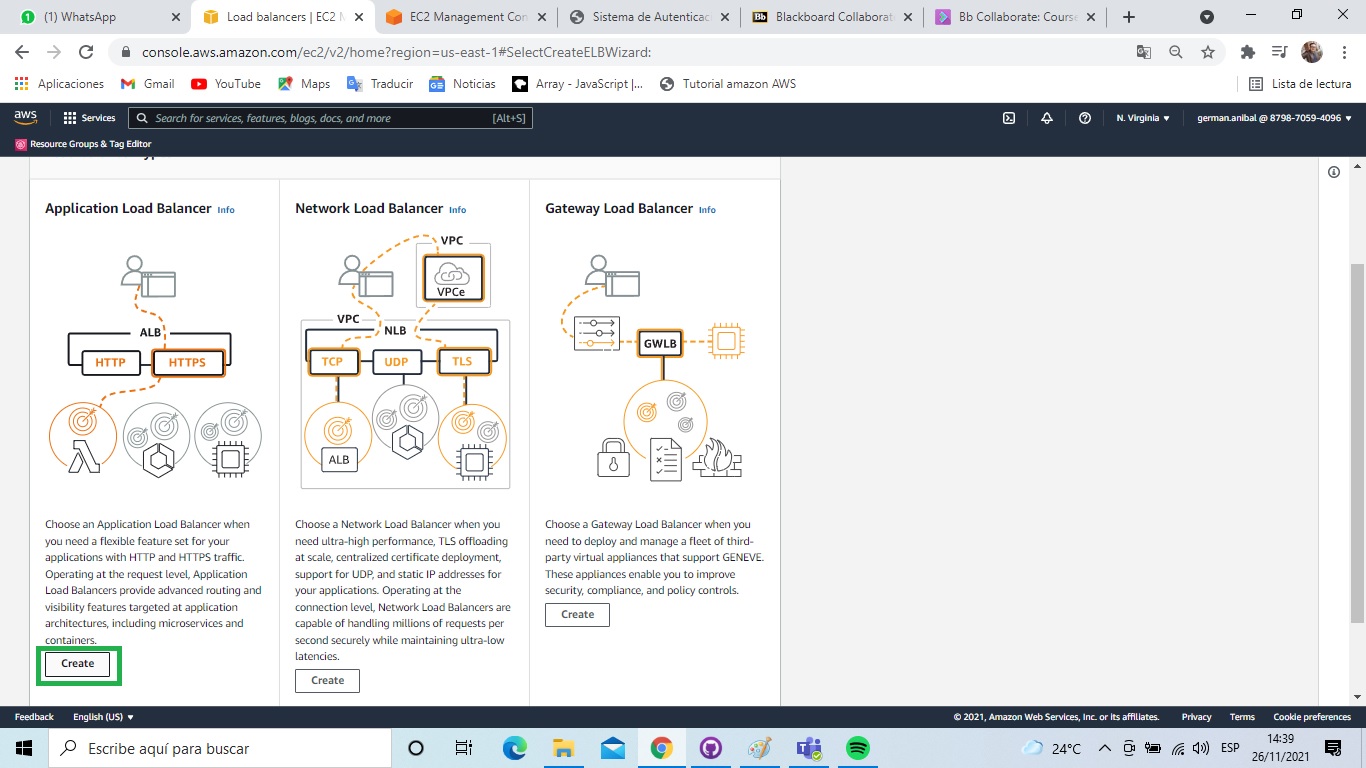 (1) WhatsApp
Load balancers | EC2 M
EC2 Management Con
Sistema de Autenticac
Blackboard Collaborat
Bb Collaborate: Course
console.aws.amazon.com/ec2/v2/home?region=us-east-1#SelectCreateELBWizard:
Aplicaciones
Gmail
YouTube
Maps
Traducir
Noticias
Array - JavaScript |...
Tutorial amazon AWS
Lista de lectura
aws
Services
Search for services, features, blogs, docs, and more
[Alt+S]
N. Virginia
german.anibal @ 8798-7059-4096
Resource Groups & Tag Editor
Application Load Balancer Info
ALB
HTTP
HTTPS
Choose an Application Load Balancer when
you need a flexible feature set for your
applications with HTTP and HTTPS traffic.
Operating at the request level, Application
Load Balancers provide advanced routing and
visibility features targeted at application
architectures, including microservices and
containers.
Create
Network Load Balancer Info
VPC
VPCe
VPC
NLB
TCP
UDP
TLS
ALB
Choose a Network Load Balancer when you
need ultra-high performance, TLS offloading
at scale, centralized certificate deployment,
support for UDP, and static IP addresses for
your applications. Operating at the
connection level, Network Load Balancers are
capable of handling millions of requests per
second securely while maintaining ultra-low
latencies.
Create
Gateway Load Balancer Info
GWLB
Choose a Gateway Load Balancer when you
need to deploy and manage a fleet of third-
party virtual appliances that support GENEVE.
These appliances enable you to improve
security, compliance, and policy controls.
Create
Feedback
English (US)
© 2021, Amazon Web Services, Inc. or its affiliates.
Privacy
Terms
Cookie preferences
Escribe aquí para buscar
24°C
ESP
14:39
26/11/2021